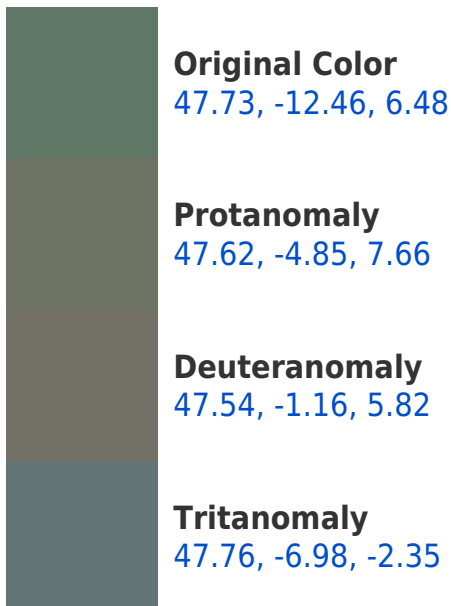 Original Color
47.73, -12.46, 6.48
Protanomaly
47.62, -4.85, 7.66
Deuteranomaly
47.54, -1.16, 5.82
Tritanomaly
47.76, -6.98, -2.35